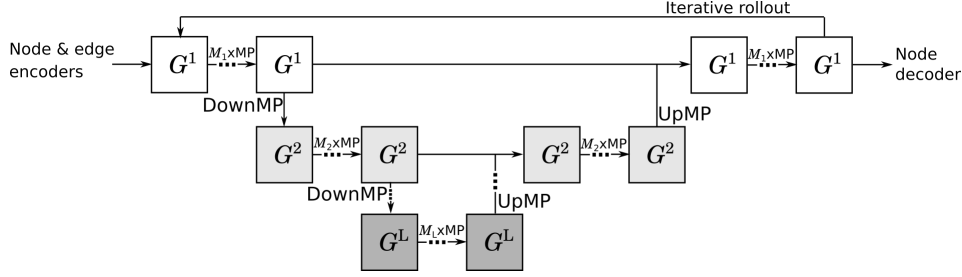 Iterative rollout
Node & edge
encoders
G¹
M₁xMP
G¹
G¹
M₁xMP
G¹
Node
decoder
DownMP
UpMP
G²
M₂xMP
G²
G²
M₂xMP
G²
DownMP
UpMP
Gᴸ
M_LxMP
Gᴸ